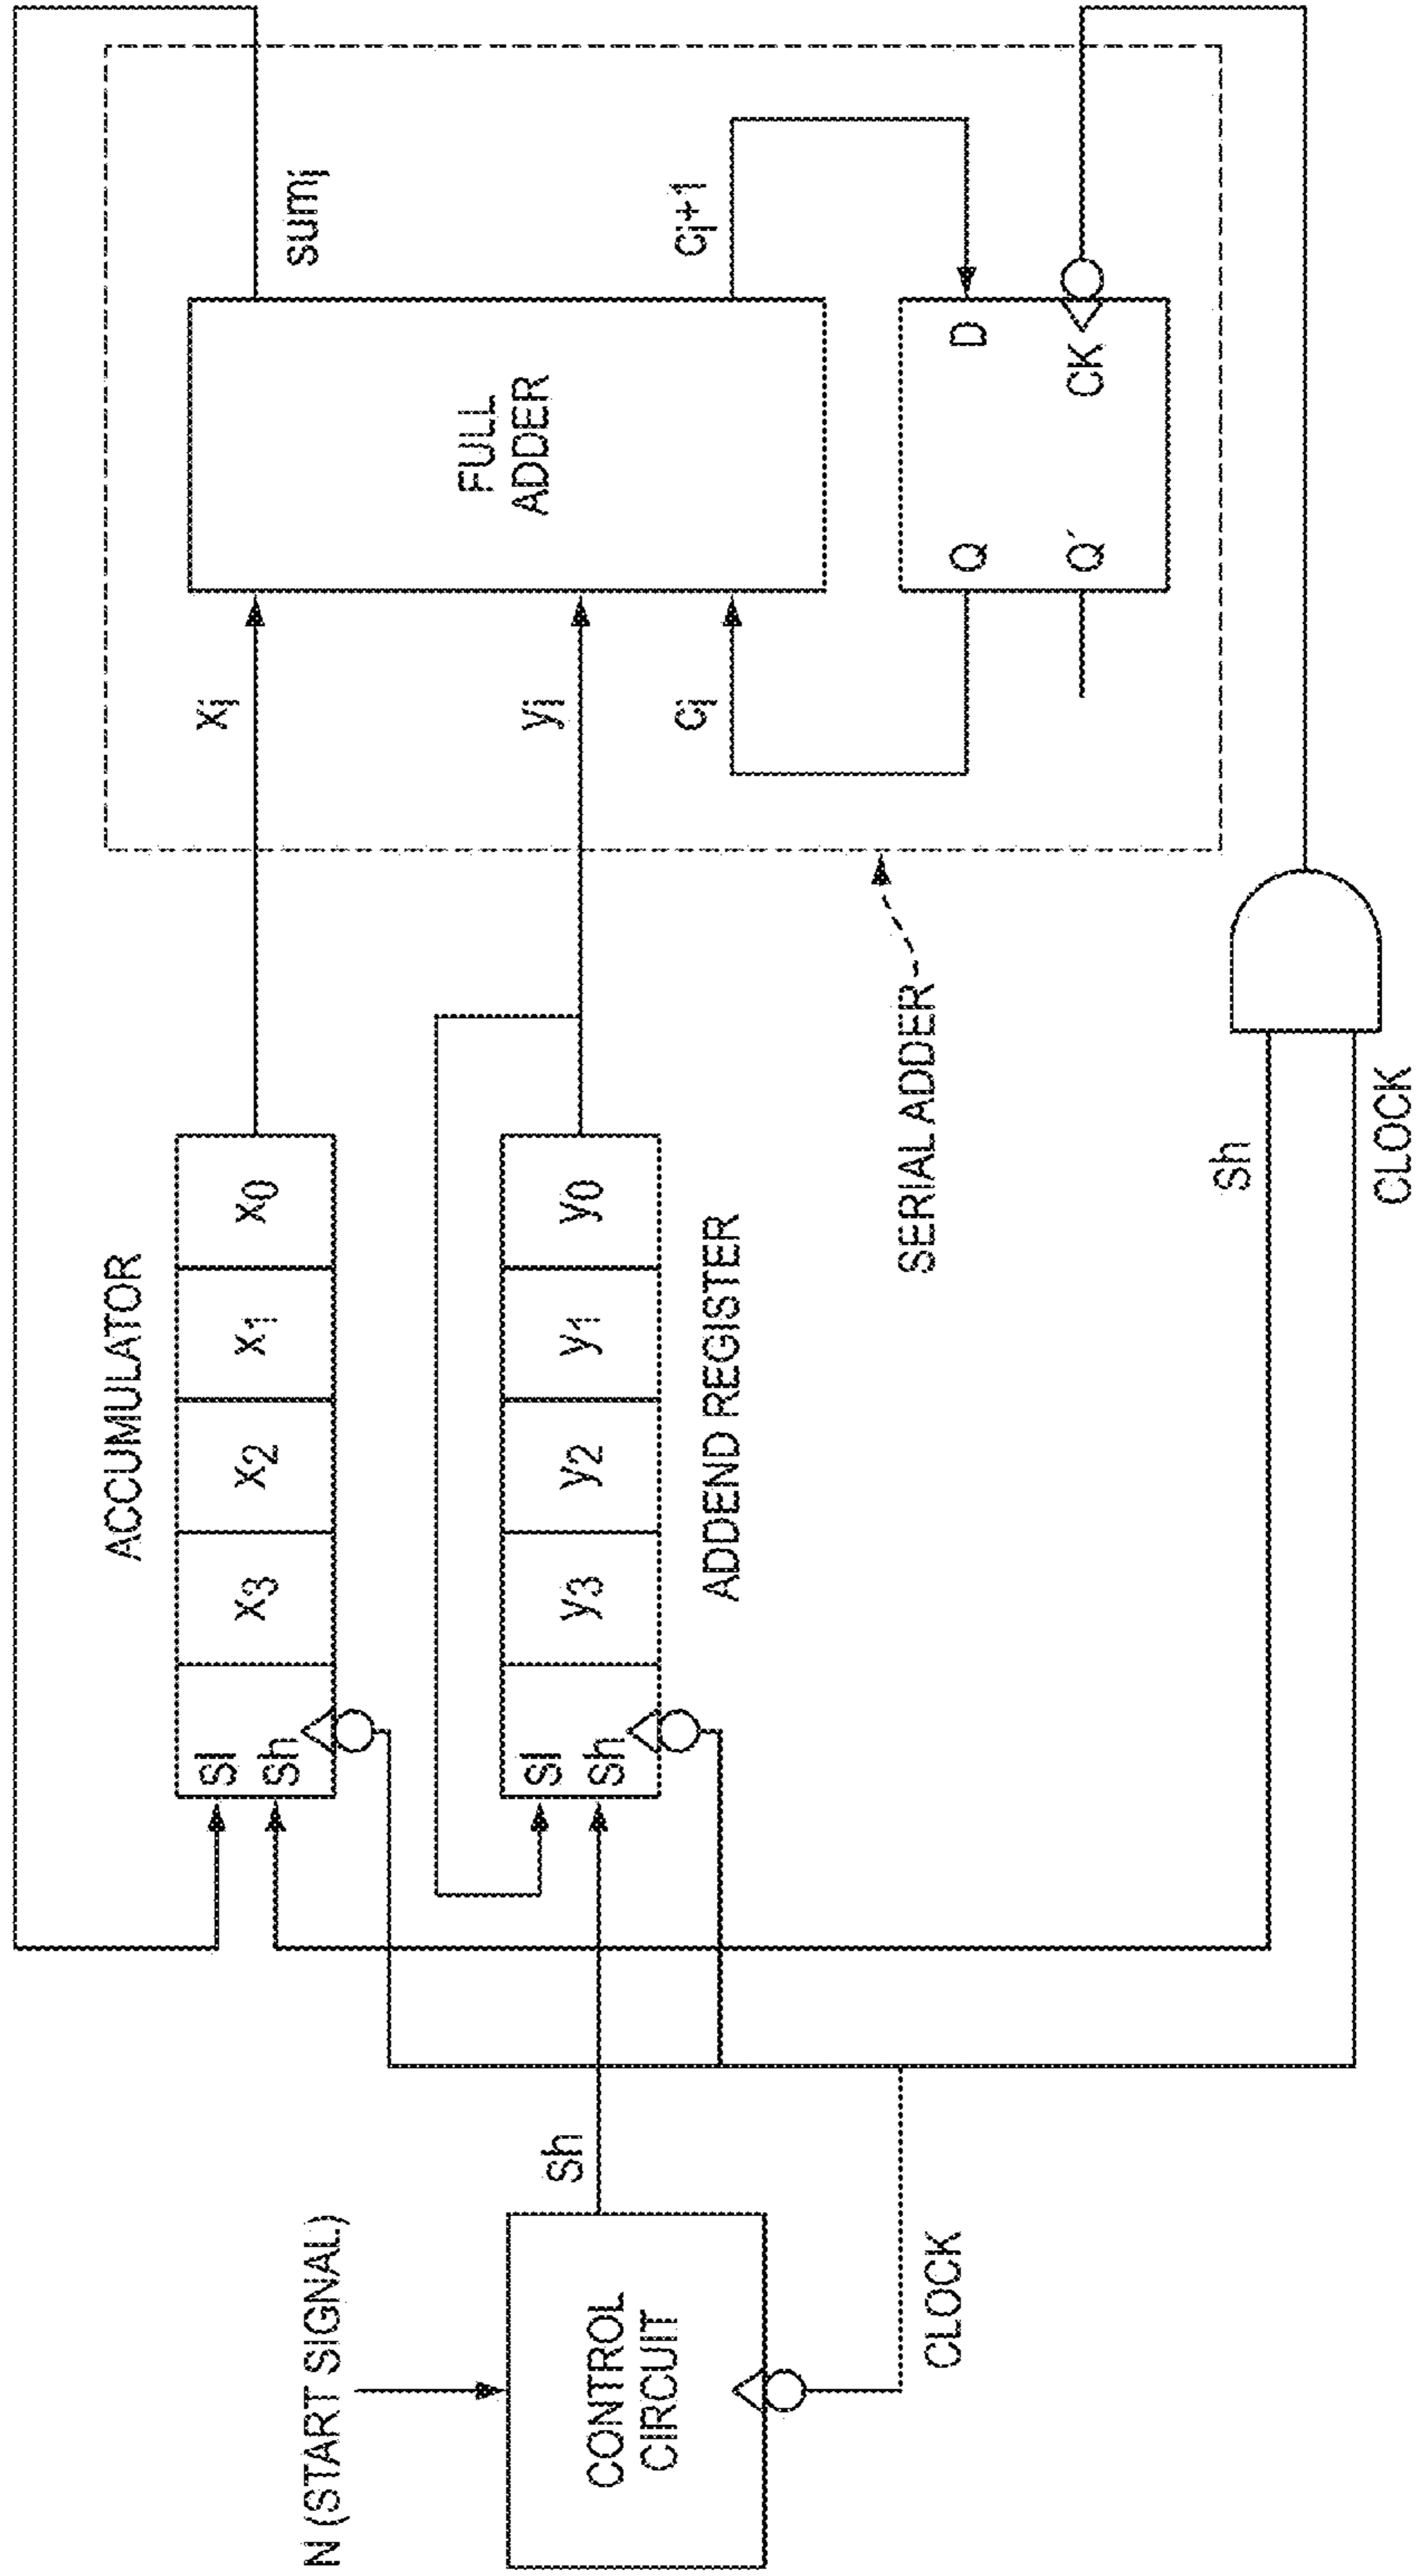 N (START SIGNAL)
CONTROL
CIRCUIT
CLOCK
Sh
ACCUMULATOR
SI
Sh
x3
x2
x1
x0
SI
Sh
y3
y2
y1
y0
ADDEND REGISTER
SERIAL ADDER
Sh
CLOCK
xi
yi
ci
FULL
ADDER
sumi
ci+1
Q
D
Q'
CK